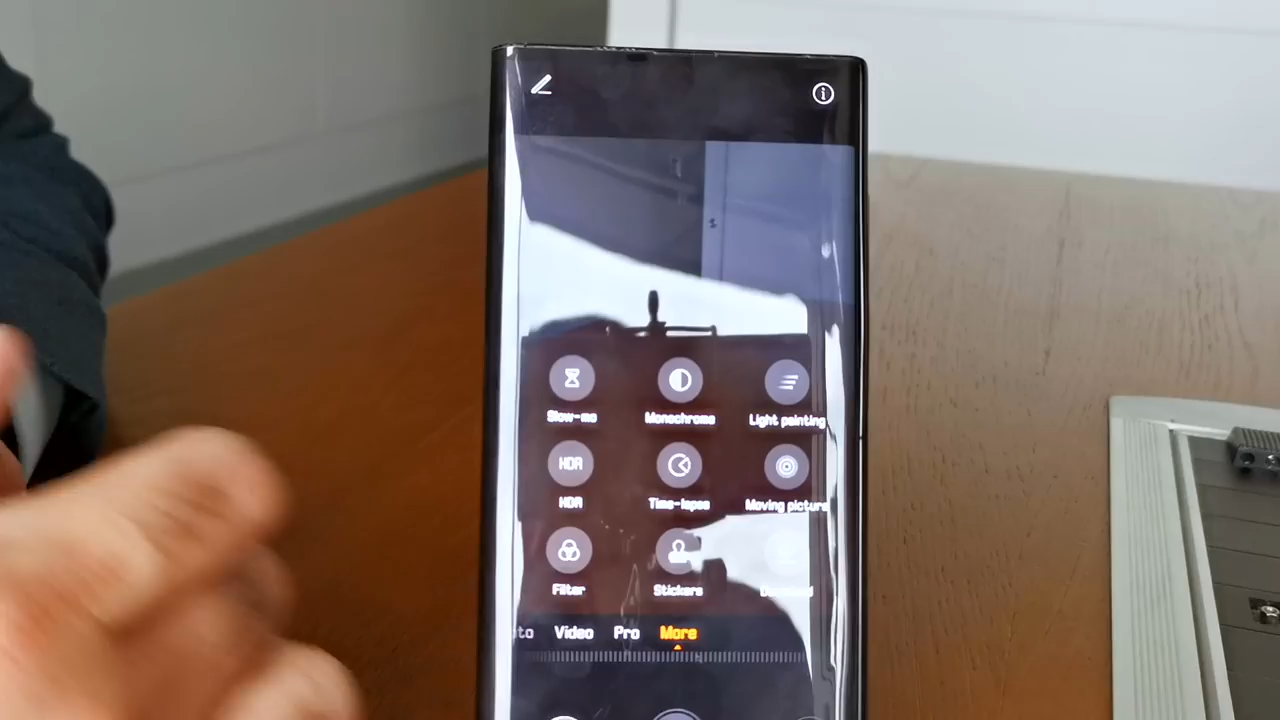 Slow-mo Monochrome Light painting
HDR
HDR Time-lapse Moving picture
Filter Stickers
Video Pro More